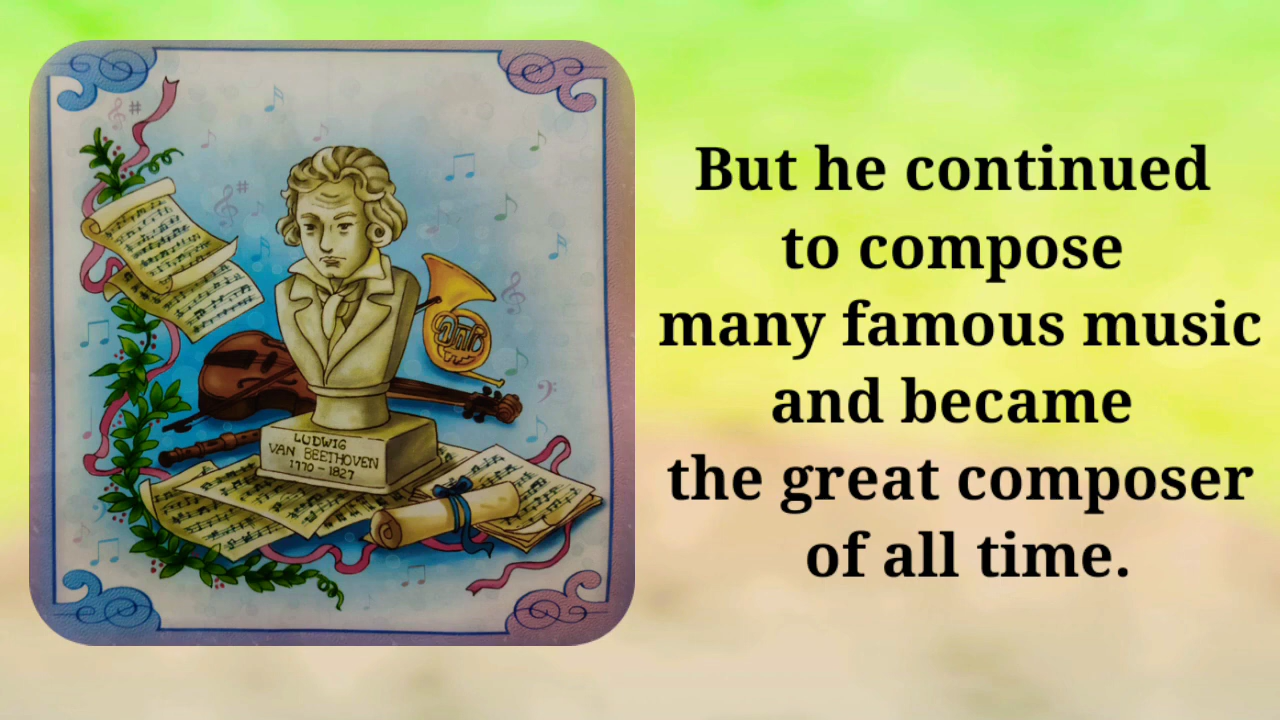 LUDWIG
VAN BEETHOVEN
1770 - 1827
But he continued
to compose
many famous music
and became
the great composer
of all time.